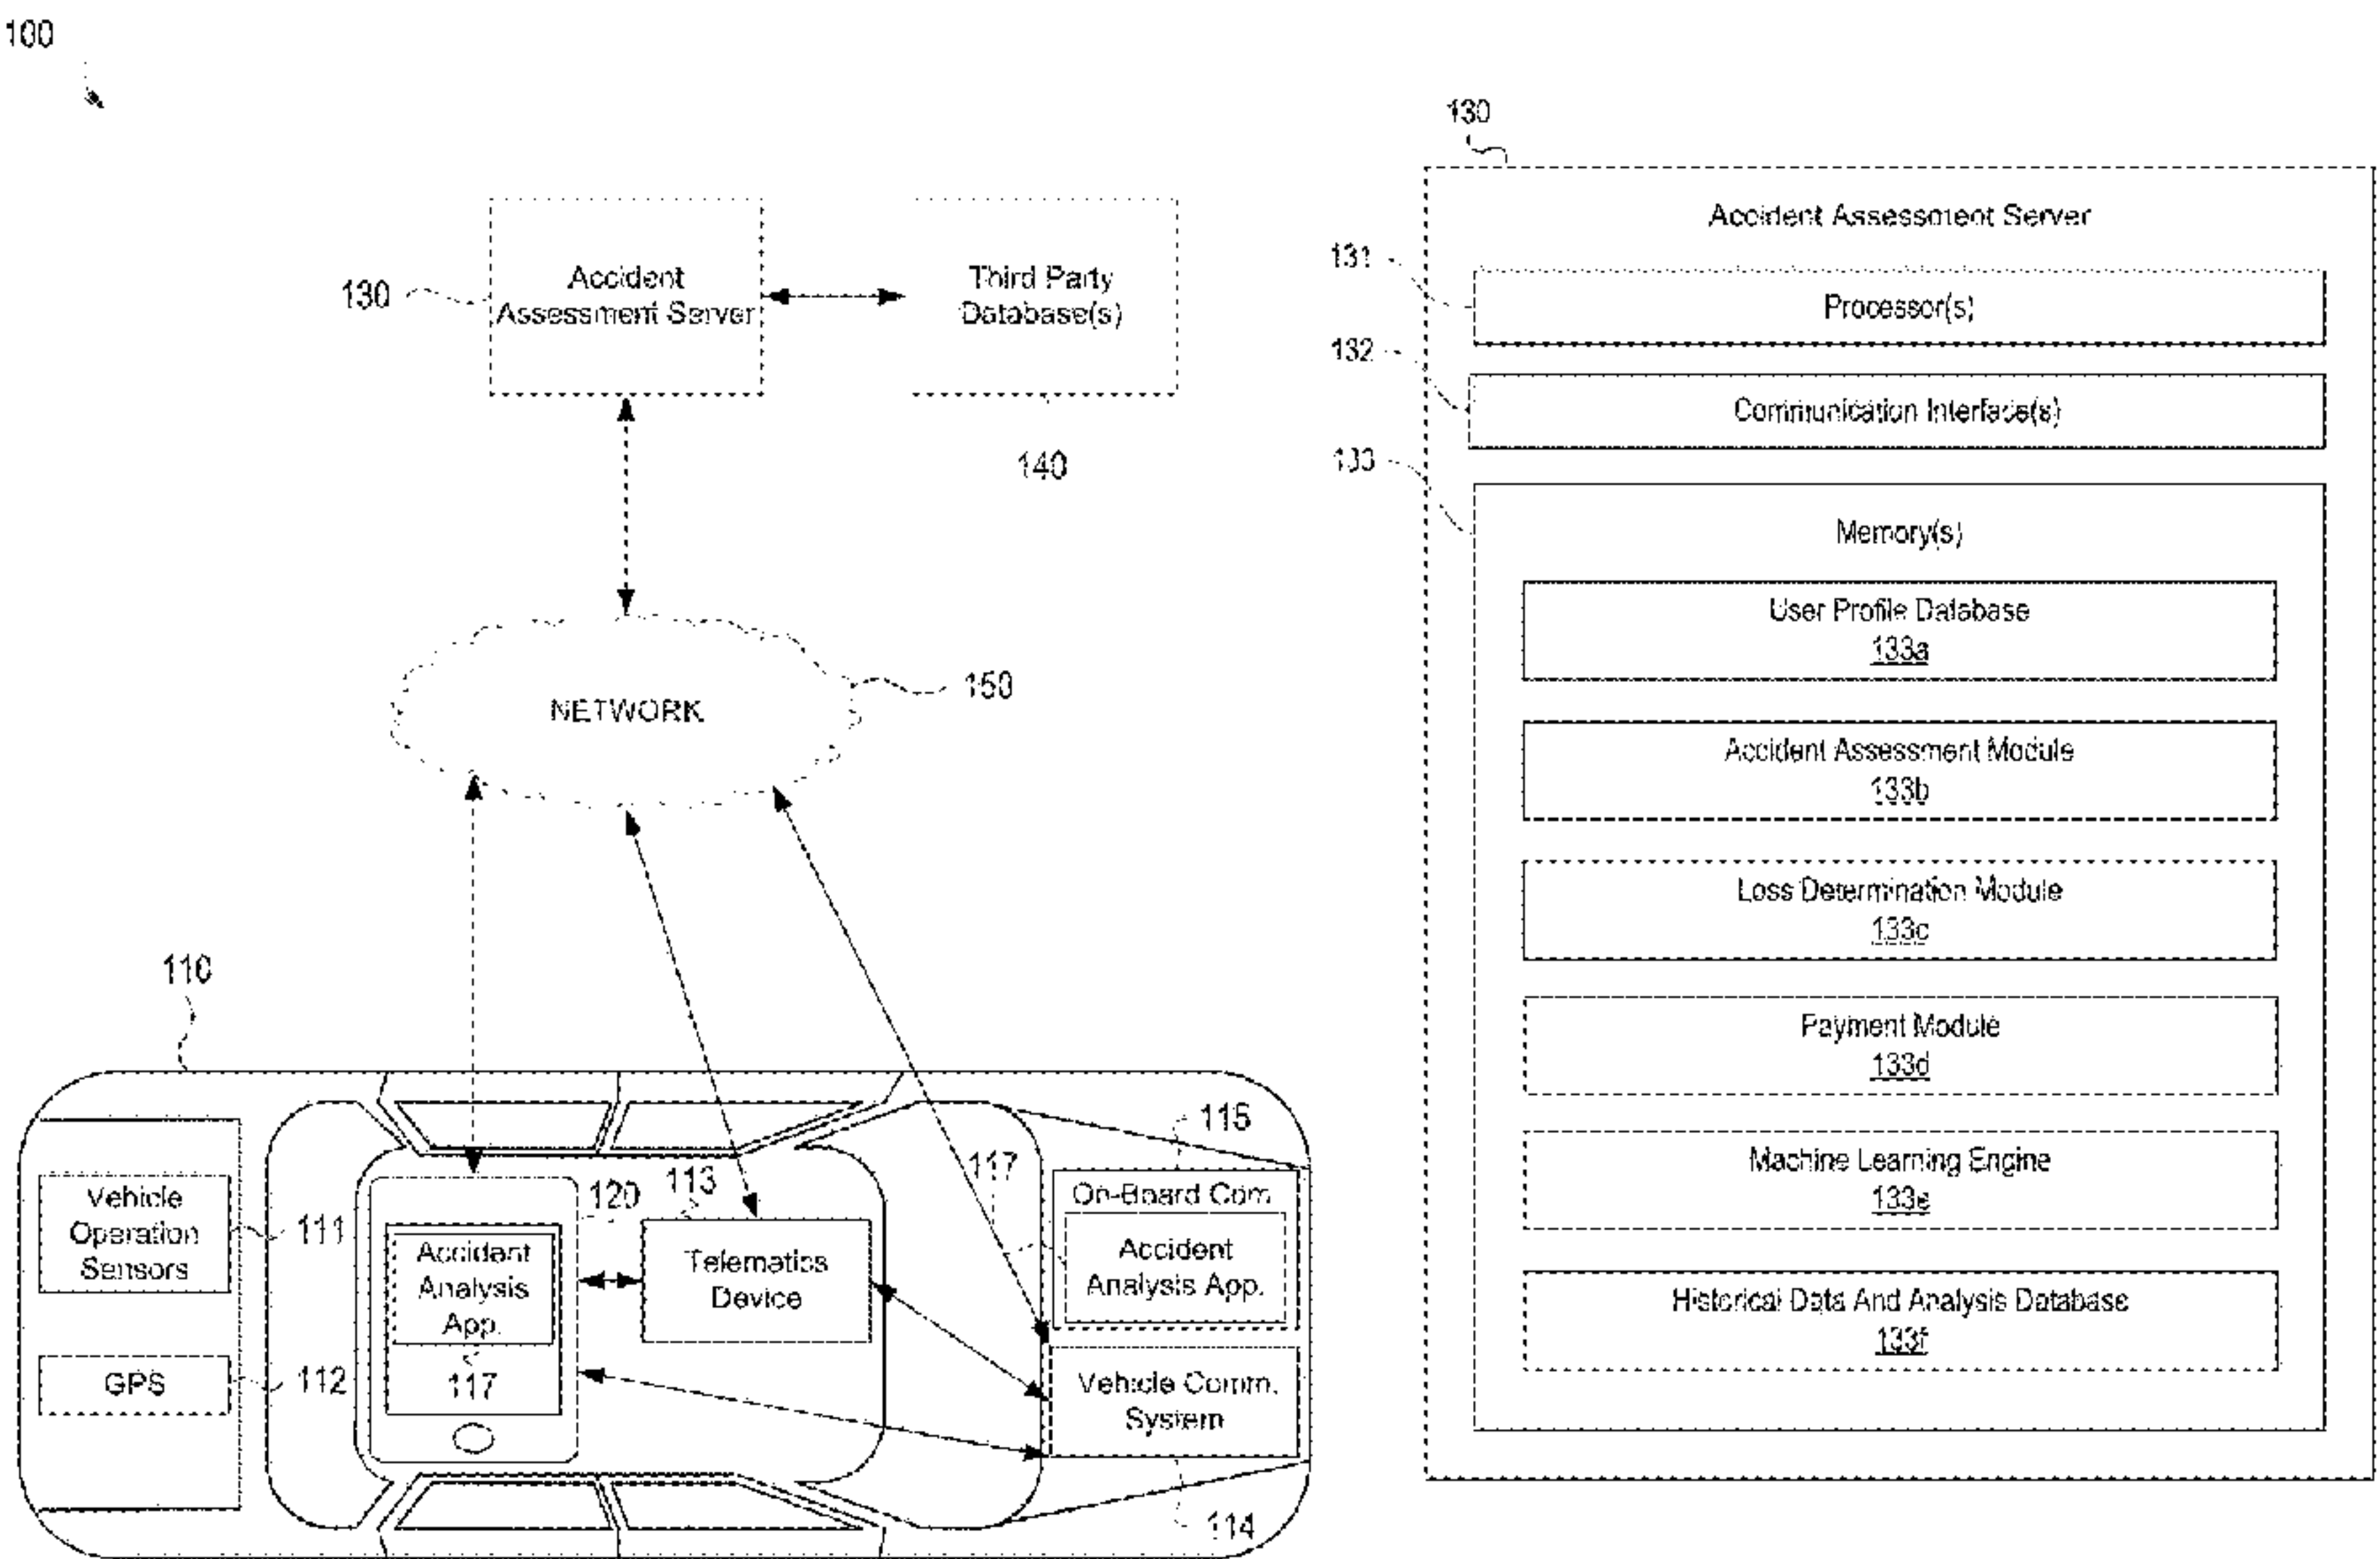 100
130
Accident
Assessment Server
Third Party
Database(s)
140
NETWORK
150
110
Vehicle
Operation
Sensors
111
GPS
112
120
Accident
Analysis
App.
117
113
Telematics
Device
117
115
On-Board Com.
Accident
Analysis App.
Vehicle Comm.
System
114
130
Accident Assessment Server
131
Processor(s)
132
Communication Interface(s)
133
Memory(s)
User Profile Database
133a
Accident Assessment Module
133b
Loss Determination Module
133c
Payment Module
133d
Machine Learning Engine
133e
Historical Data And Analysis Database
133f